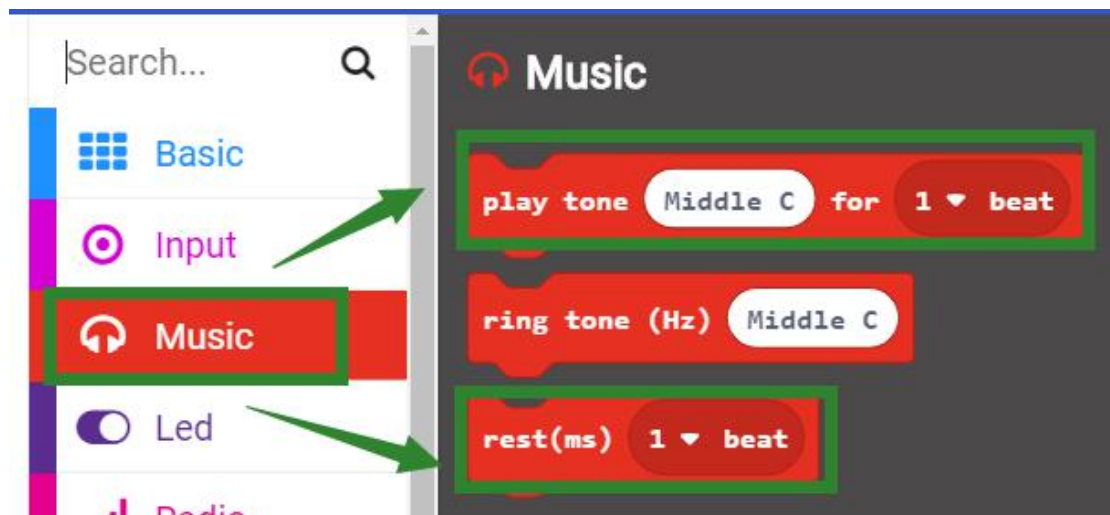 Search...
Basic
Input
Music
Led
Radio
Music
play tone Middle C for 1 beat
ring tone (Hz) Middle C
rest(ms) 1 beat